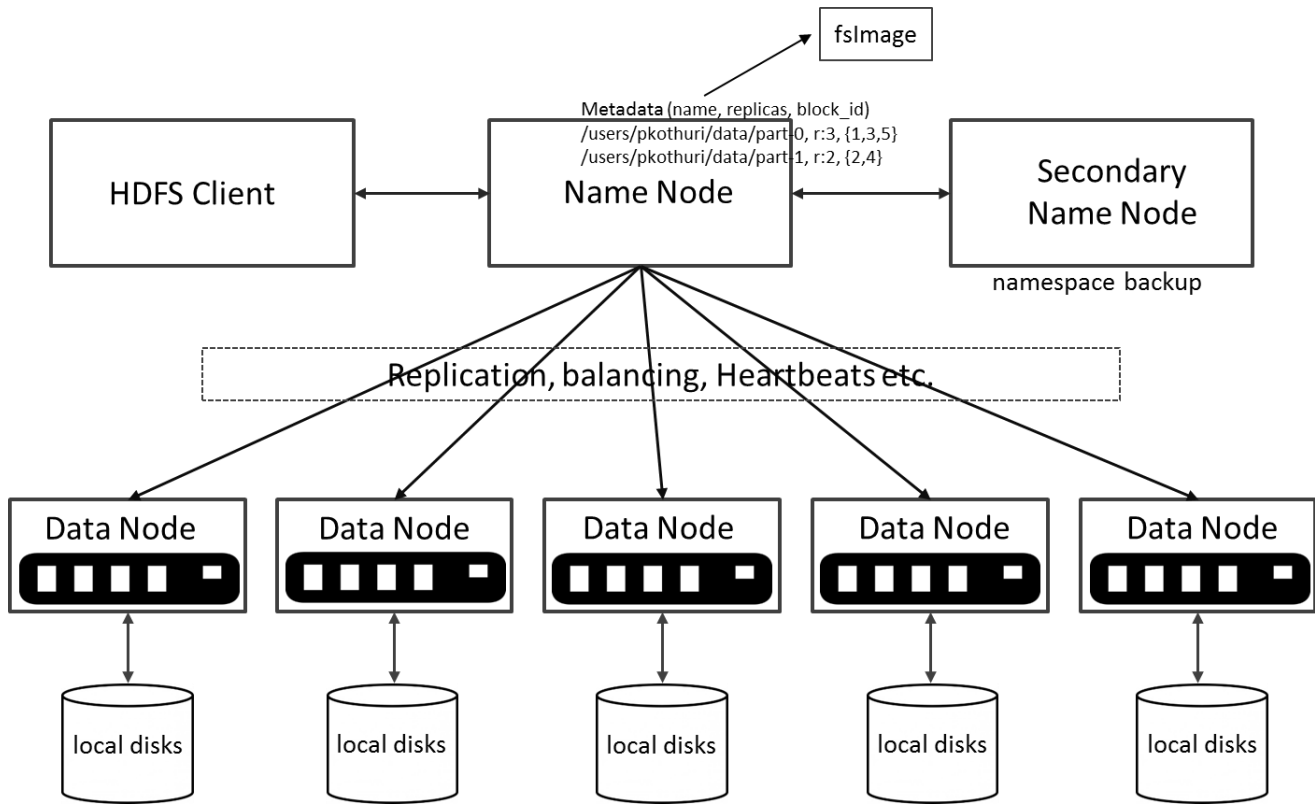 fsImage
Metadata (name, replicas, block_id)
/users/pkothuri/data/part-0, r:3, {1,3,5}
/users/pkothuri/data/part-1, r:2, {2,4}
HDFS Client
Name Node
Secondary
Name Node
namespace backup
Replication, balancing, Heartbeats etc.
Data Node
Data Node
Data Node
Data Node
Data Node
local disks
local disks
local disks
local disks
local disks